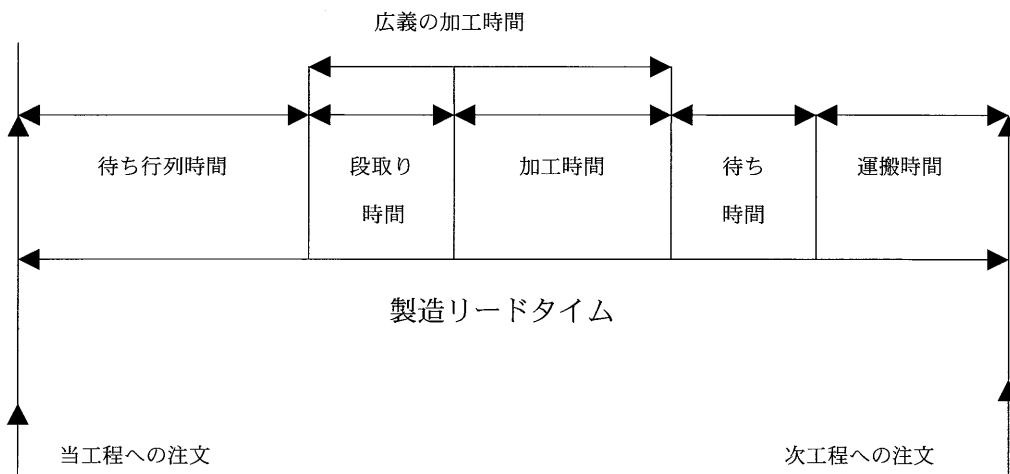 広義の加工時間
待ち行列時間
段取り
時間
加工時間
待ち
時間
運搬時間
製造リードタイム
当工程への注文
次工程への注文